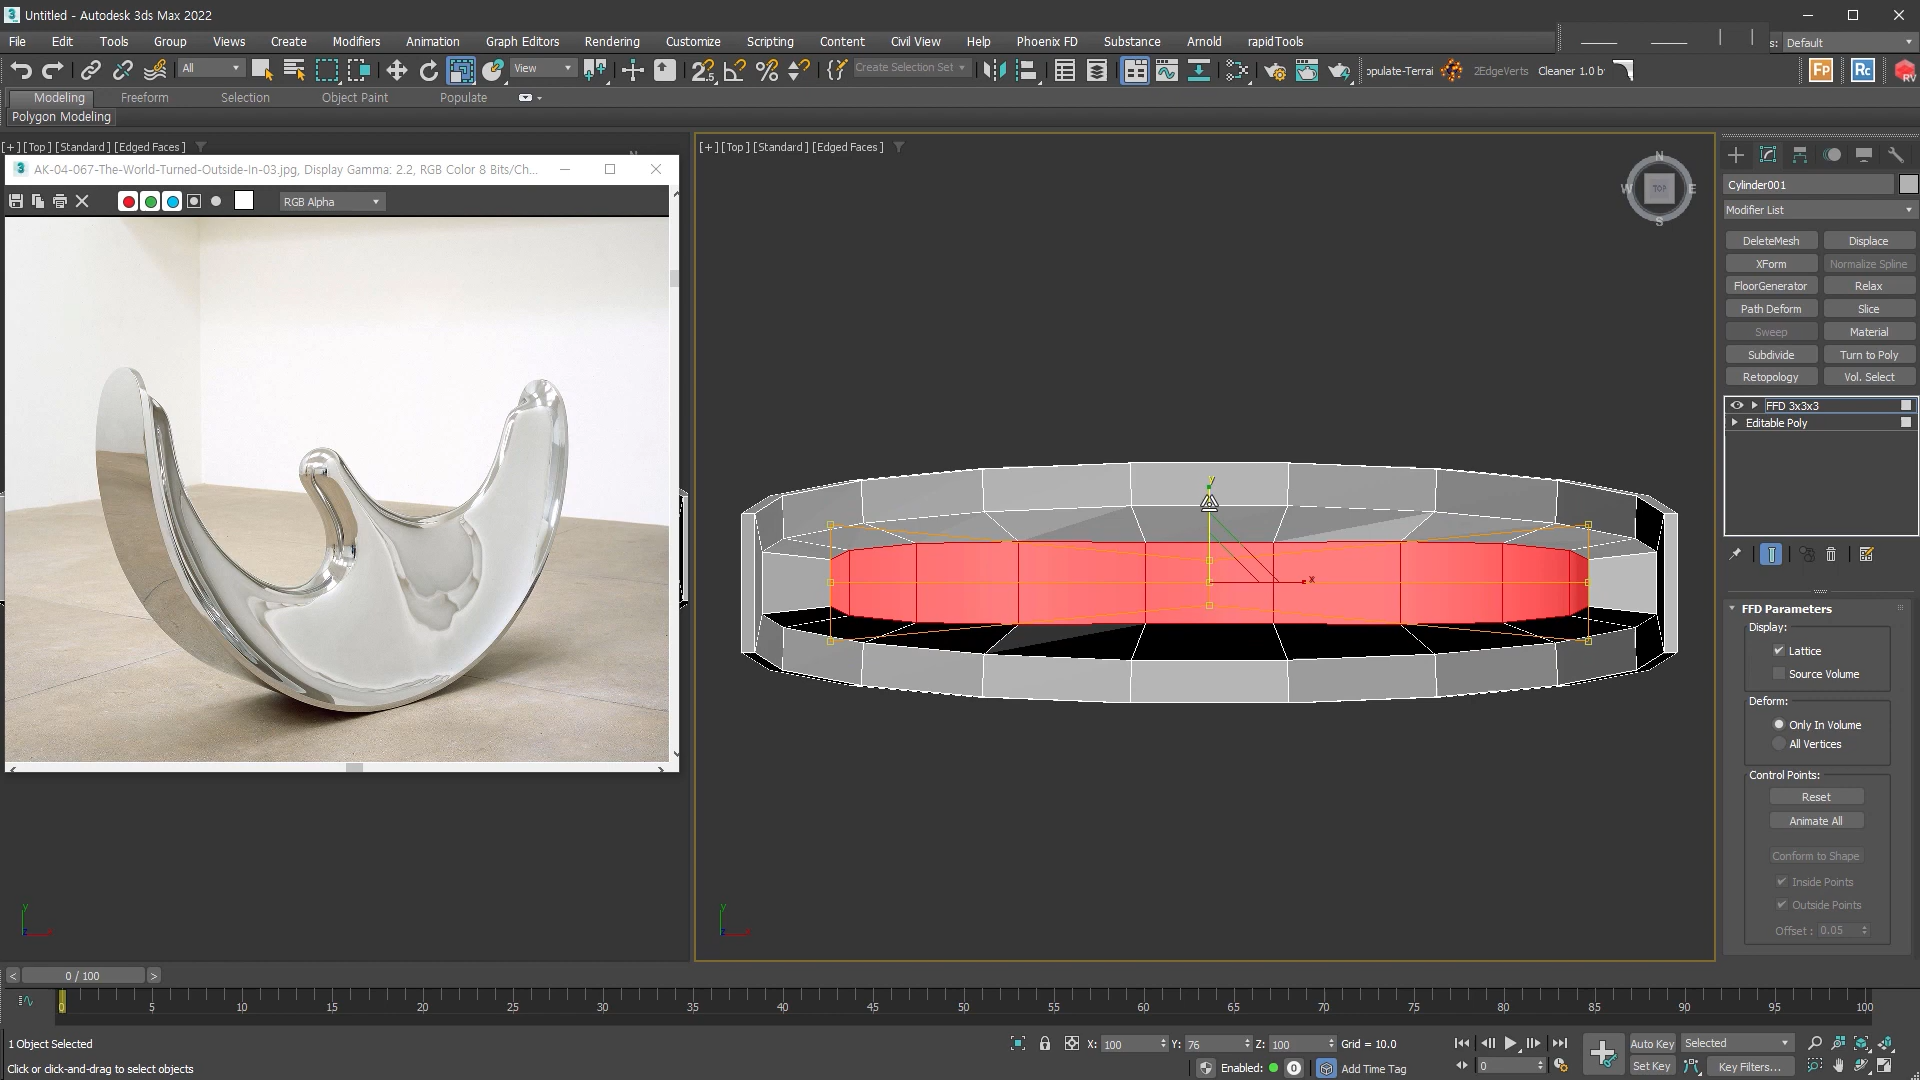 Untitled - Autodesk 3ds Max 2022
File Edit Tools Group Views Create Modifiers Animation Graph Editors Rendering Customize Scripting Content Civil View Help Phoenix FD Substance Arnold rapidTools s: Default
All View Create Selection Set opulate-Terrai 2EdgeVerts Cleaner 1.0 b Fp Rc RV
Modeling Freeform Selection Object Paint Populate
Polygon Modeling
[+] [Top] [Standard] [Edged Faces]
[+] [Top] [Standard] [Edged Faces]
AK-04-067-The-World-Turned-Outside-In-03.jpg, Display Gamma: 2.2, RGB Color 8 Bits/Ch...
RGB Alpha
N
W TOP E
S
y
x
y
y
Cylinder001
Modifier List
DeleteMesh Displace
XForm Normalize Spline
FloorGenerator Relax
Path Deform Slice
Sweep Material
Subdivide Turn to Poly
Retopology Vol. Select
FFD 3x3x3
Editable Poly
FFD Parameters
Display:
Lattice
Source Volume
Deform:
Only In Volume
All Vertices
Control Points:
Reset
Animate All
Conform to Shape
Inside Points
Outside Points
Offset : 0.05
< 0 / 100 >
0 5 10 15 20 25 30 35 40 45 50 55 60 65 70 75 80 85 90 95 100
1 Object Selected X: 100 Y: 76 Z: 100 Grid = 10.0 Auto Key Selected
Click or click-and-drag to select objects Enabled: 0 Add Time Tag 0 Set Key Key Filters...